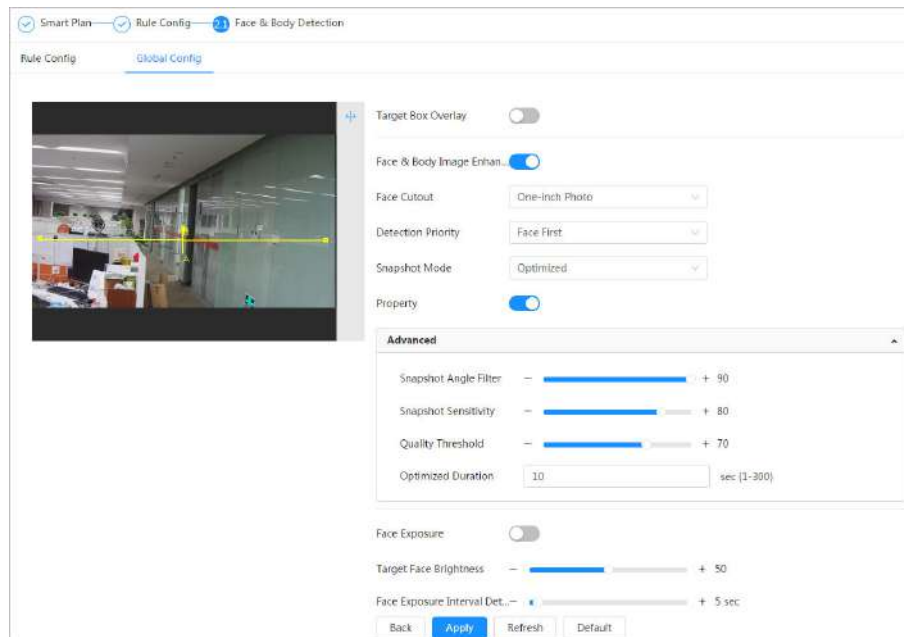 Smart Plan Rule Config 2.1 Face & Body Detection
Rule Config Global Config
Target Box Overlay
Face & Body Image Enhan...
Face Cutout One-inch Photo
Detection Priority Face First
Snapshot Mode Optimized
Property
Advanced
Snapshot Angle Filter − + 90
Snapshot Sensitivity − + 80
Quality Threshold − + 70
Optimized Duration 10 sec (1-300)
Face Exposure
Target Face Brightness − + 50
Face Exposure Interval Det... − + 5 sec
Back Apply Refresh Default